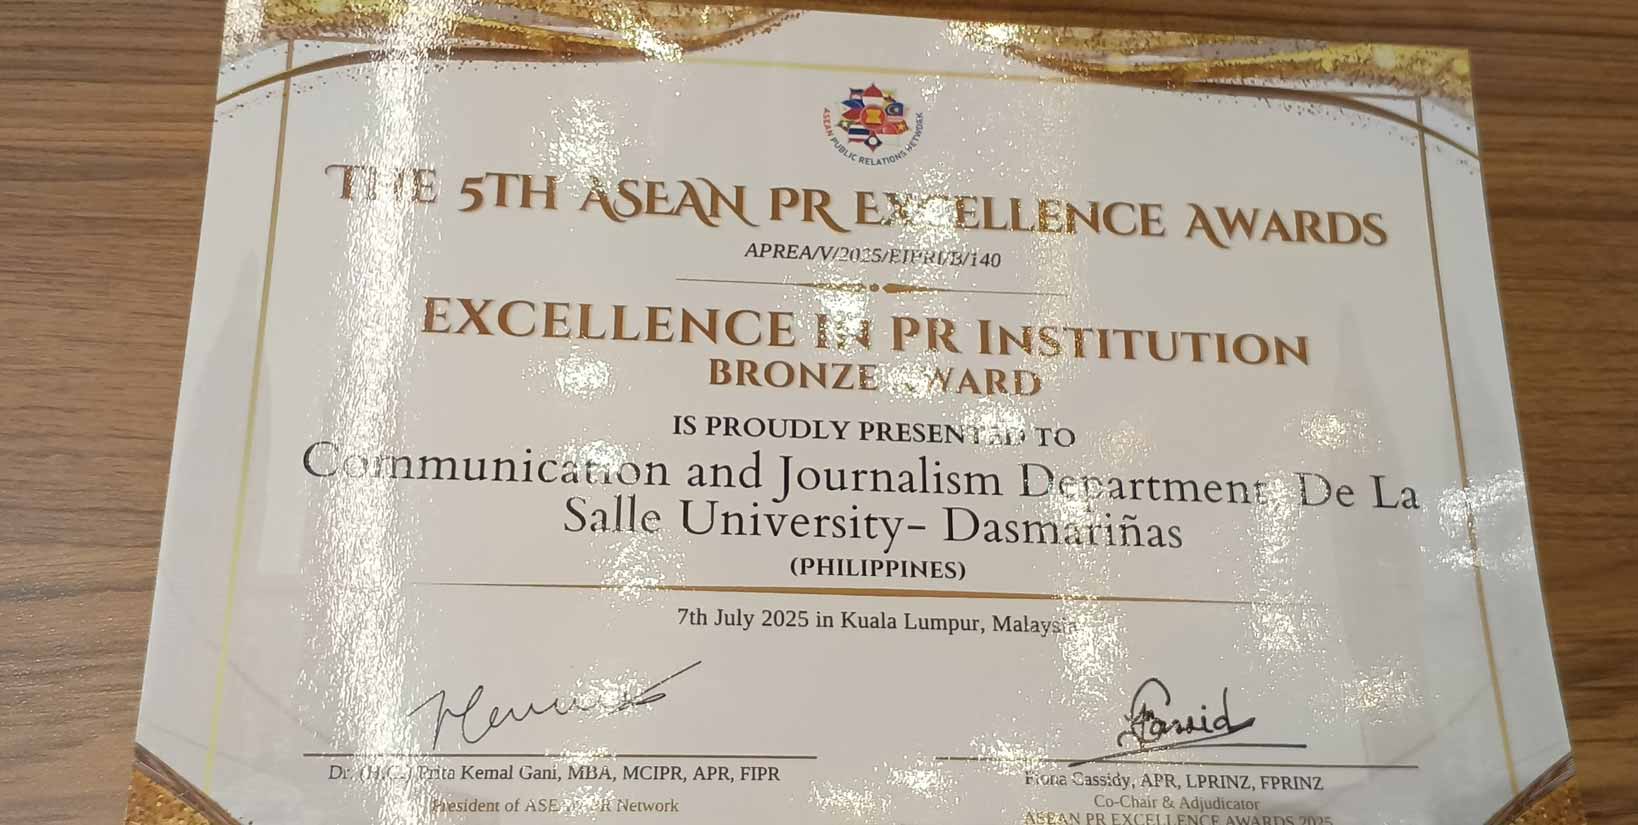 ASEAN PUBLIC RELATIONS NETWORK
THE 5TH ASEAN PR EXCELLENCE AWARDS
APREA/V/2025/EIPRI/B/140
EXCELLENCE IN PR INSTITUTION
BRONZE AWARD
IS PROUDLY PRESENTED TO
Communication and Journalism Department, De La
Salle University- Dasmariñas
(PHILIPPINES)
7th July 2025 in Kuala Lumpur, Malaysia
Dr. (H.C.) Prita Kemal Gani, MBA, MCIPR, APR, FIPR
President of ASEAN PR Network
Fiona Cassidy, APR, LPRINZ, FPRINZ
Co-Chair & Adjudicator
ASEAN PR EXCELLENCE AWARDS 2025